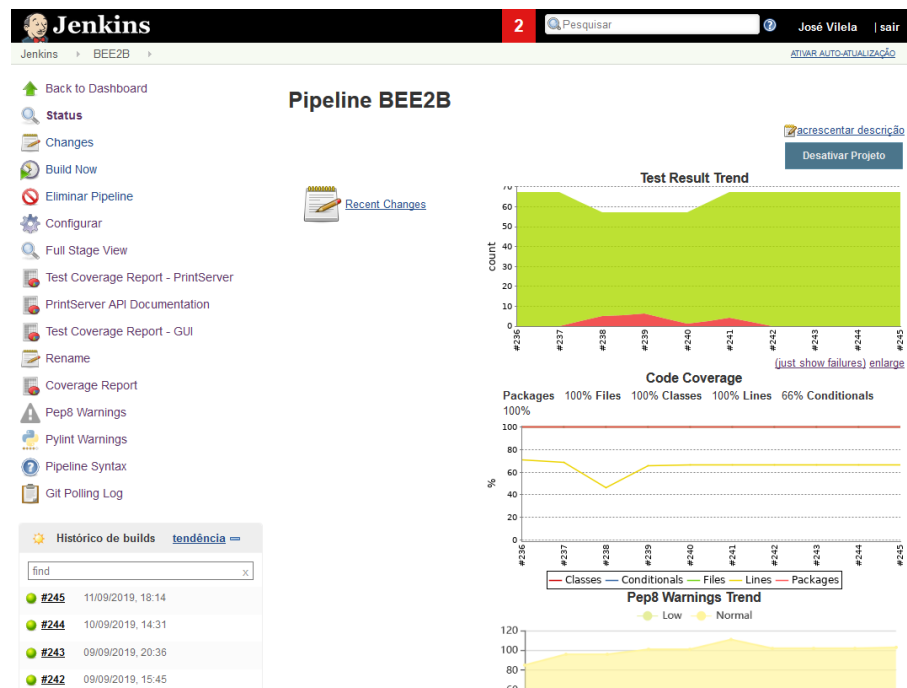 Jenkins
2
Pesquisar
José Vilela | sair
Jenkins BEE2B
ATIVAR AUTO-ATUALIZAÇÃO
Back to Dashboard
Status
Changes
Build Now
Eliminar Pipeline
Configurar
Full Stage View
Test Coverage Report - PrintServer
PrintServer API Documentation
Test Coverage Report - GUI
Rename
Coverage Report
Pep8 Warnings
Pylint Warnings
Pipeline Syntax
Git Polling Log
Histórico de builds tendência
find x
#245 11/09/2019, 18:14
#244 10/09/2019, 14:31
#243 09/09/2019, 20:36
#242 09/09/2019, 15:45
Pipeline BEE2B
acrescentar descrição
Desativar Projeto
Recent Changes
Test Result Trend
count
70
60
50
40
30
20
10
0
#236 #237 #238 #239 #240 #241 #242 #243 #244 #245
(just show failures) enlarge
Code Coverage
Packages 100% Files 100% Classes 100% Lines 66% Conditionals
100%
%
100
80
60
40
20
0
#236 #237 #238 #239 #240 #241 #242 #243 #244 #245
Classes Conditionals Files Lines Packages
Pep8 Warnings Trend
Low Normal
120
100
80
60